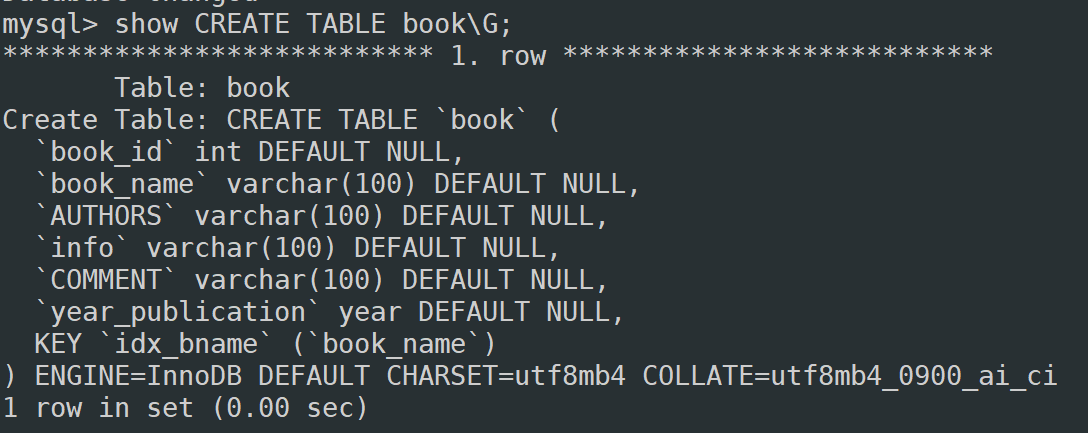 mysql> show CREATE TABLE book\G;
*************************** 1. row ***************************
       Table: book
Create Table: CREATE TABLE `book` (
  `book_id` int DEFAULT NULL,
  `book_name` varchar(100) DEFAULT NULL,
  `AUTHORS` varchar(100) DEFAULT NULL,
  `info` varchar(100) DEFAULT NULL,
  `COMMENT` varchar(100) DEFAULT NULL,
  `year_publication` year DEFAULT NULL,
  KEY `idx_bname` (`book_name`)
) ENGINE=InnoDB DEFAULT CHARSET=utf8mb4 COLLATE=utf8mb4_0900_ai_ci
1 row in set (0.00 sec)